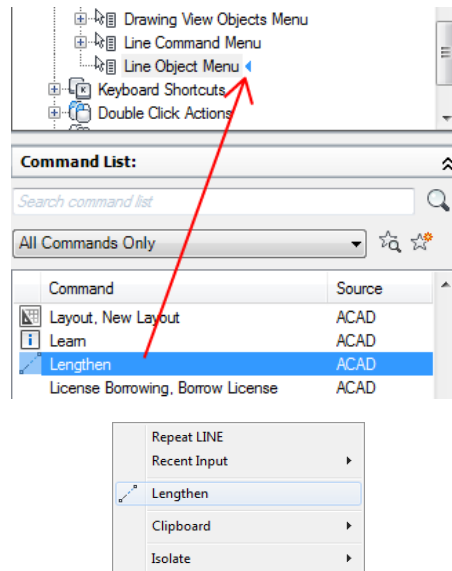 Drawing View Objects Menu
Line Command Menu
Line Object Menu
Keyboard Shortcuts
Double Click Actions
Command List:
Search command list
All Commands Only
Command Source
Layout, New Layout ACAD
Learn ACAD
Lengthen ACAD
License Borrowing, Borrow License ACAD
Repeat LINE
Recent Input
Lengthen
Clipboard
Isolate